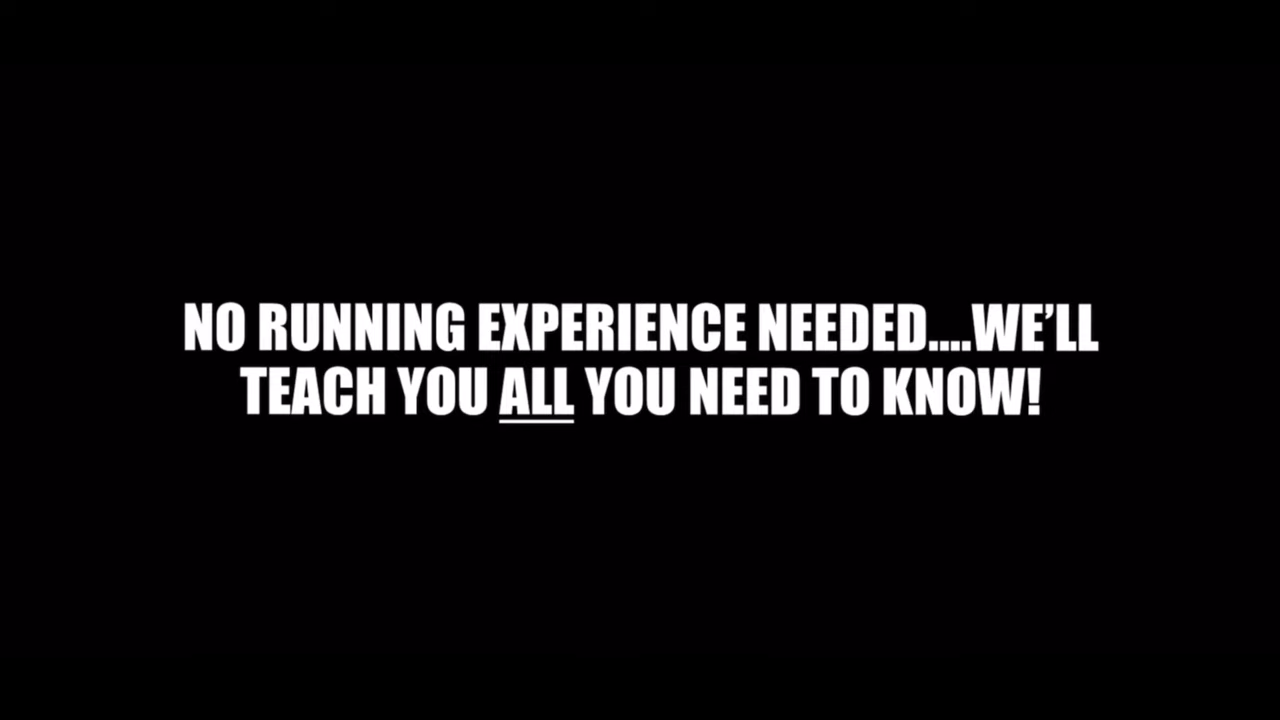 NO RUNNING EXPERIENCE NEEDED....WE’LL
TEACH YOU ALL YOU NEED TO KNOW!